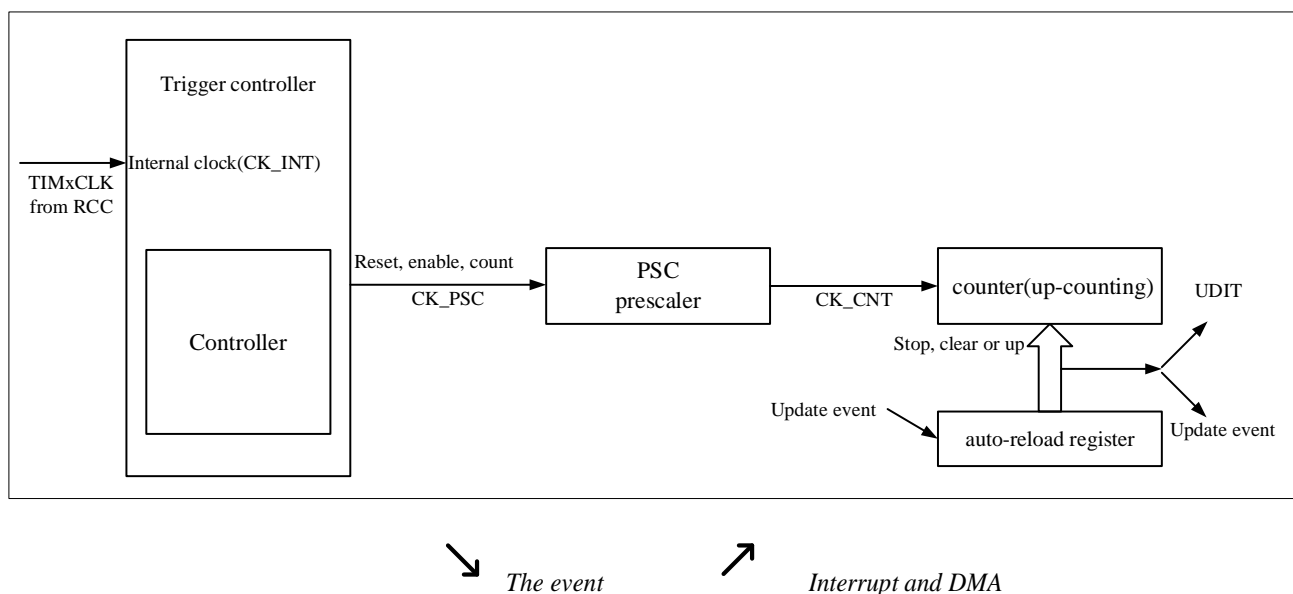 Trigger controller
Internal clock(CK_INT)
TIMxCLK
from RCC
Controller
Reset, enable, count
CK_PSC
PSC
prescaler
CK_CNT
counter(up-counting)
UDIT
Stop, clear or up
Update event
auto-reload register
Update event
The event
Interrupt and DMA